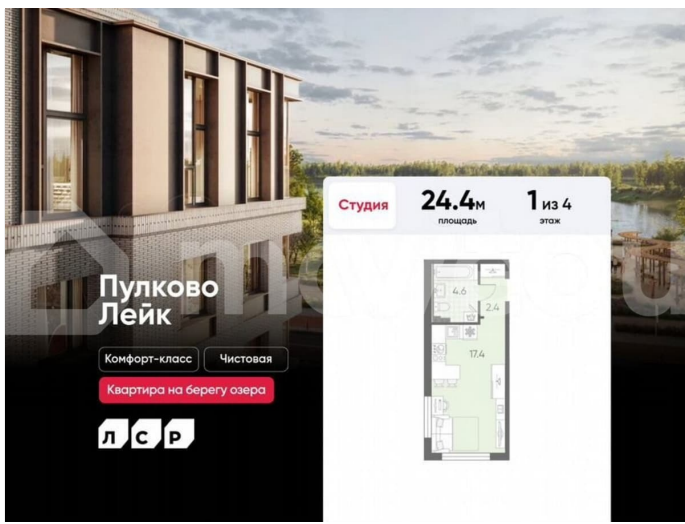 Студия
24.4м
площадь
1 из 4
этаж
Пулково
Лейк
Комфорт-класс
Чистовая
Квартира на берегу озера
ЛСР
4.6
2.4
17.4